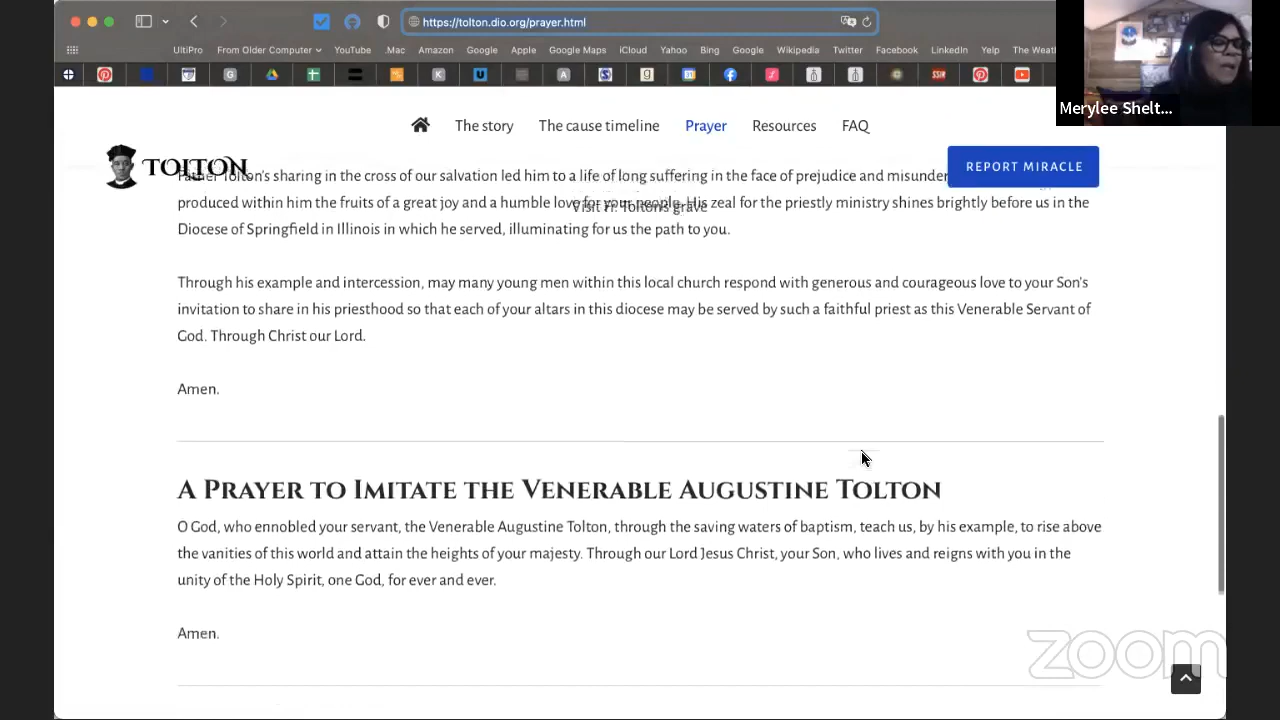 https://tolton.dio.org/prayer.html
UltiPro From Older Computer YouTube .Mac Amazon Google Apple Google Maps iCloud Yahoo Bing Google Wikipedia Twitter Facebook LinkedIn Yelp The Weath
Merylee Shelt...
The story The cause timeline Prayer Resources FAQ
TOLTON
REPORT MIRACLE
Father Tolton's sharing in the cross of our salvation led him to a life of long suffering in the face of prejudice and
Visit Fr. Tolton's grave
produced within him the fruits of a great joy and a humble love for your people. His zeal for the priestly ministry shines brightly before us in the
Diocese of Springfield in Illinois in which he served, illuminating for us the path to you.
Through his example and intercession, may many young men within this local church respond with generous and courageous love to your Son's
invitation to share in his priesthood so that each of your altars in this diocese may be served by such a faithful priest as this Venerable Servant of
God. Through Christ our Lord.
Amen.
A Prayer to Imitate the Venerable Augustine Tolton
O God, who ennobled your servant, the Venerable Augustine Tolton, through the saving waters of baptism, teach us, by his example, to rise above
the vanities of this world and attain the heights of your majesty. Through our Lord Jesus Christ, your Son, who lives and reigns with you in the
unity of the Holy Spirit, one God, for ever and ever.
Amen.
zoom